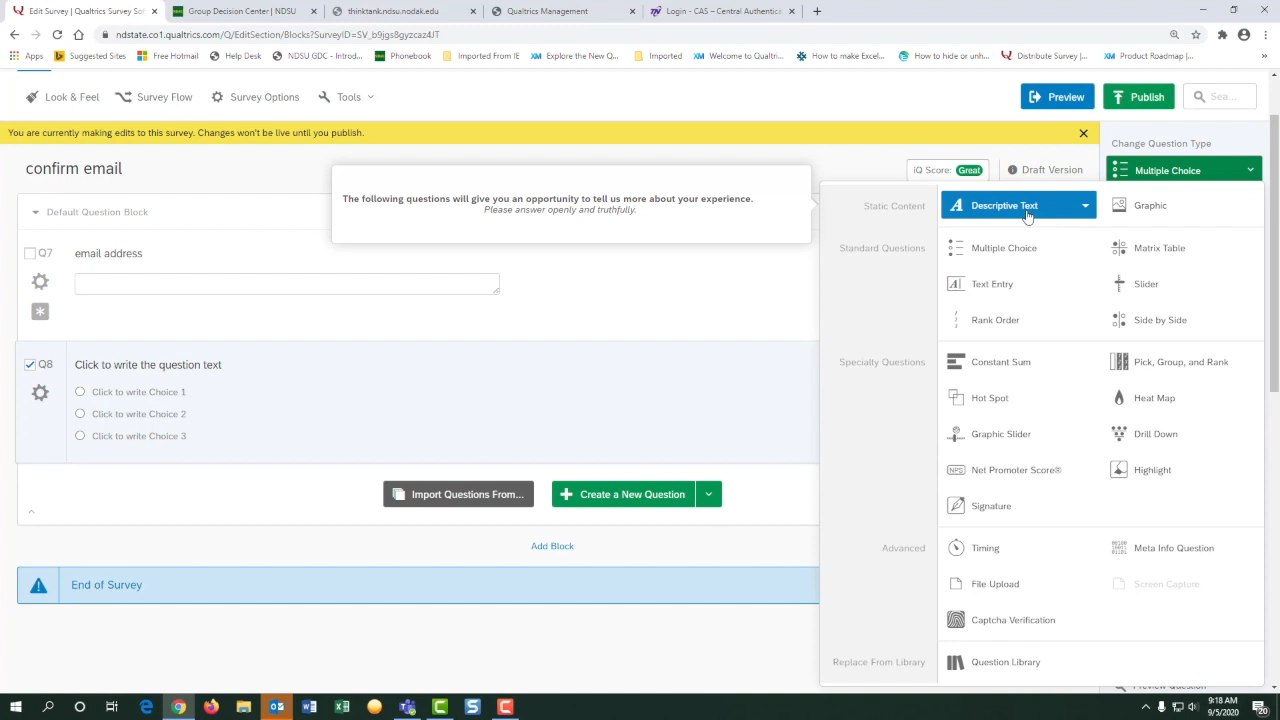 Edit Survey | Qualtrics Survey Sol
Group Decision Center | NDSU
thinktank.ndsu.nodak.edu
Qualtrics Management
Login - CAS – Central Authentica
ndstate.co1.qualtrics.com/Q/EditSection/Blocks?SurveyID=SV_b9jgs8gyzcaz4JT
Apps
Suggested Sites
Free Hotmail
Help Desk
NDSU-GDC - Introd...
Phonebook
Imported From IE
XM Explore the New Q...
Imported
XM Welcome to Qualtri...
How to make Excel...
How to hide or unh...
Distribute Survey |...
XM Product Roadmap |...
»
Look & Feel
Survey Flow
Survey Options
Tools
Preview
Publish
Sea...
You are currently making edits to this survey. Changes won't be live until you publish.
Change Question Type
confirm email
iQ Score: Great
Draft Version
Multiple Choice
The following questions will give you an opportunity to tell us more about your experience.
Please answer openly and truthfully.
Default Question Block
Q7
email address
Q8
Click to write the question text
Click to write Choice 1
Click to write Choice 2
Click to write Choice 3
Import Questions From...
Create a New Question
Add Block
End of Survey
Static Content
Descriptive Text
Graphic
Standard Questions
Multiple Choice
Matrix Table
Text Entry
Slider
Rank Order
Side by Side
Specialty Questions
Constant Sum
Pick, Group, and Rank
Hot Spot
Heat Map
Graphic Slider
Drill Down
NPS Net Promoter Score®
Highlight
Signature
Advanced
Timing
Meta Info Question
File Upload
Screen Capture
Captcha Verification
Replace From Library
Question Library
Preview Question
9:18 AM
9/5/2020
20